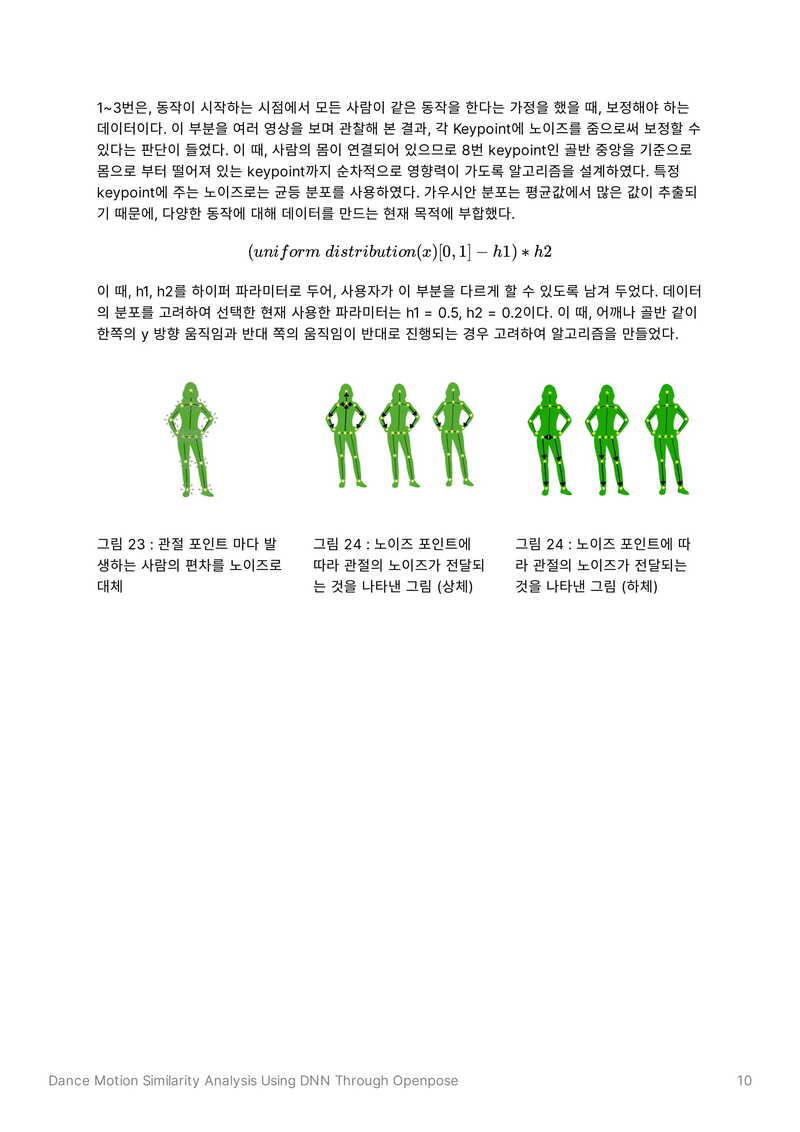 1~3번은, 동작이 시작하는 시점에서 모든 사람이 같은 동작을 한다는 가정을 했을 때, 보정해야 하는
데이터이다. 이 부분을 여러 영상을 보며 관찰해 본 결과, 각 Keypoint에 노이즈를 줌으로써 보정할 수
있다는 판단이 들었다. 이 때, 사람의 몸이 연결되어 있으므로 8번 keypoint인 골반 중앙을 기준으로
몸으로 부터 떨어져 있는 keypoint까지 순차적으로 영향력이 가도록 알고리즘을 설계하였다. 특정
keypoint에 주는 노이즈로는 균등 분포를 사용하였다. 가우시안 분포는 평균값에서 많은 값이 추출되
기 때문에, 다양한 동작에 대해 데이터를 만드는 현재 목적에 부합했다.
(uniform distribution(x)[0, 1] − h1) ∗ h2
이 때, h1, h2를 하이퍼 파라미터로 두어, 사용자가 이 부분을 다르게 할 수 있도록 남겨 두었다. 데이터
의 분포를 고려하여 선택한 현재 사용한 파라미터는 h1 = 0.5, h2 = 0.2이다. 이 때, 어깨나 골반 같이
한쪽의 y 방향 움직임과 반대 쪽의 움직임이 반대로 진행되는 경우 고려하여 알고리즘을 만들었다.
그림 23 : 관절 포인트 마다 발
생하는 사람의 편차를 노이즈로
대체
그림 24 : 노이즈 포인트에
따라 관절의 노이즈가 전달되
는 것을 나타낸 그림 (상체)
그림 24 : 노이즈 포인트에 따
라 관절의 노이즈가 전달되는
것을 나타낸 그림 (하체)
Dance Motion Similarity Analysis Using DNN Through Openpose
10